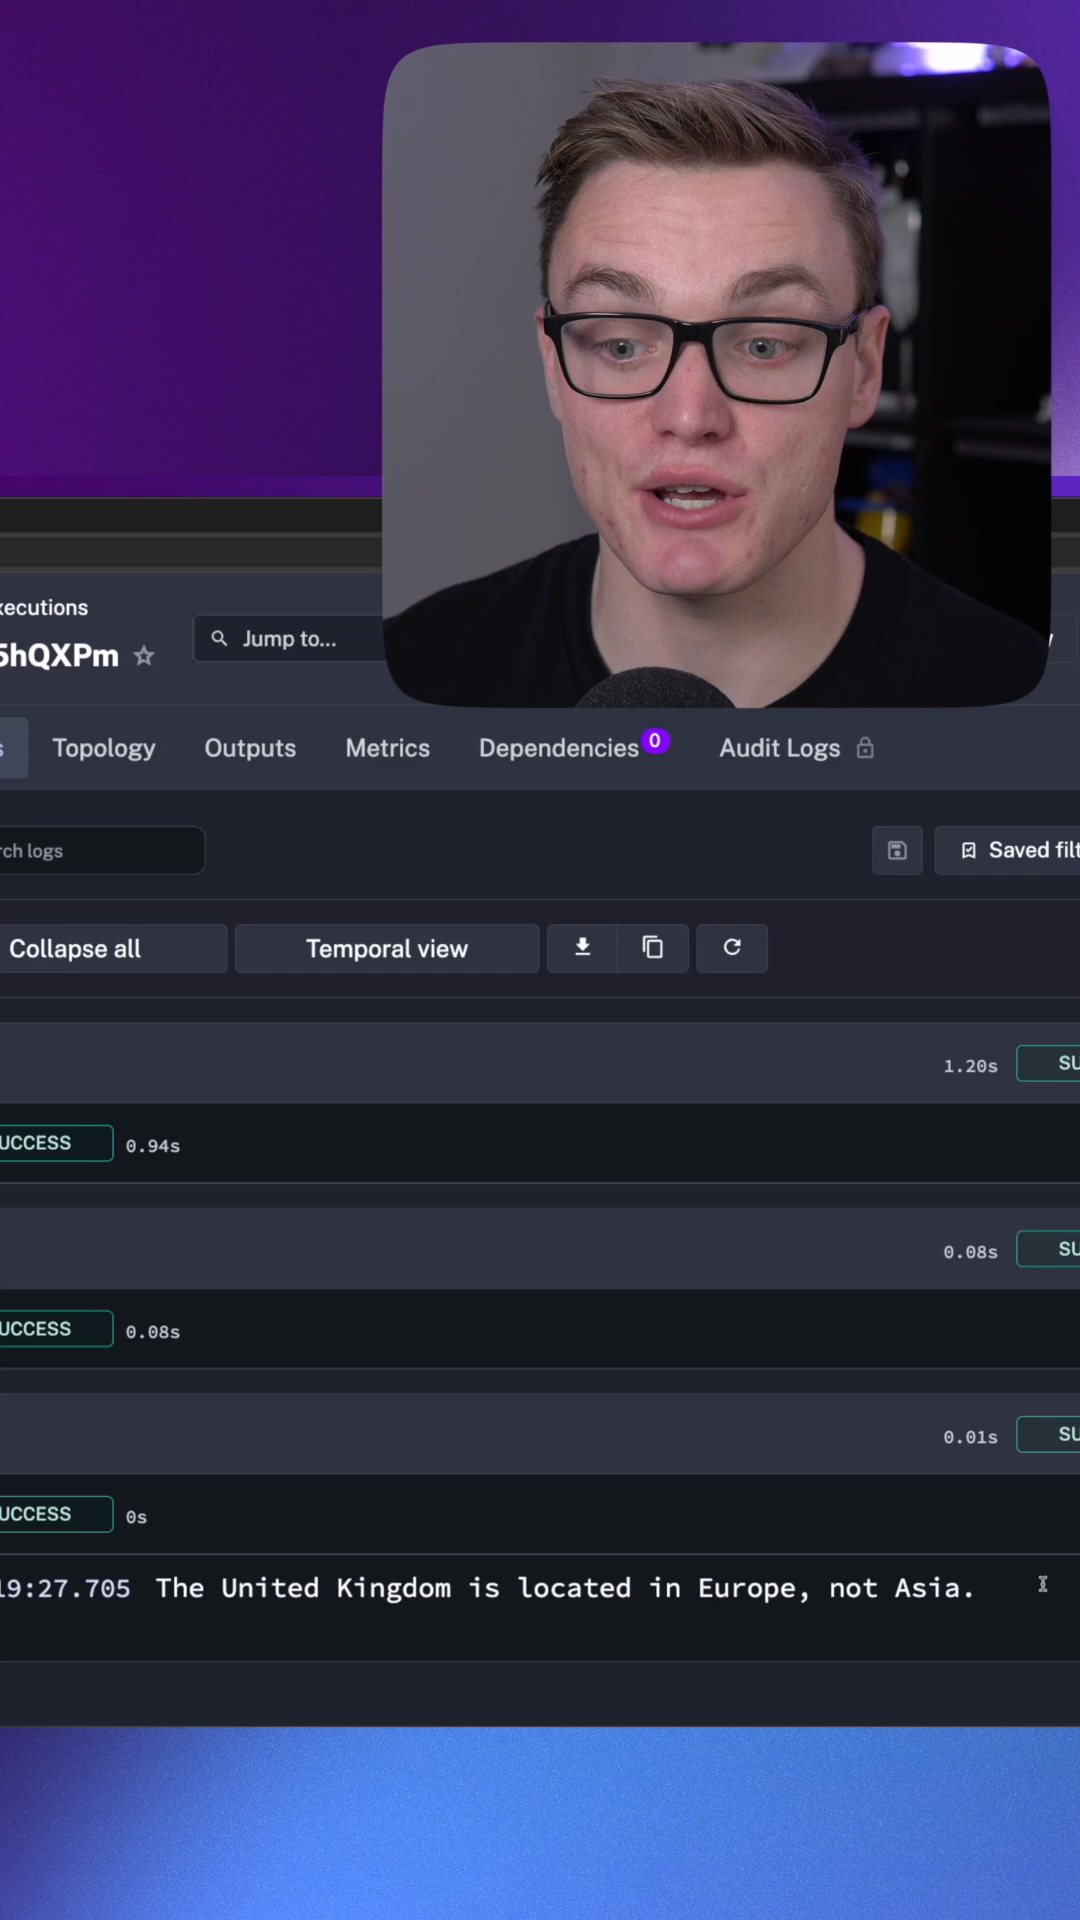 xecutions
5hQXPm
Jump to...
Topology
Outputs
Metrics
Dependencies 0
Audit Logs
rch logs
Saved filt
Collapse all
Temporal view
1.20s
SU
UCCESS
0.94s
0.08s
SU
UCCESS
0.08s
0.01s
SU
UCCESS
0s
19:27.705 The United Kingdom is located in Europe, not Asia.